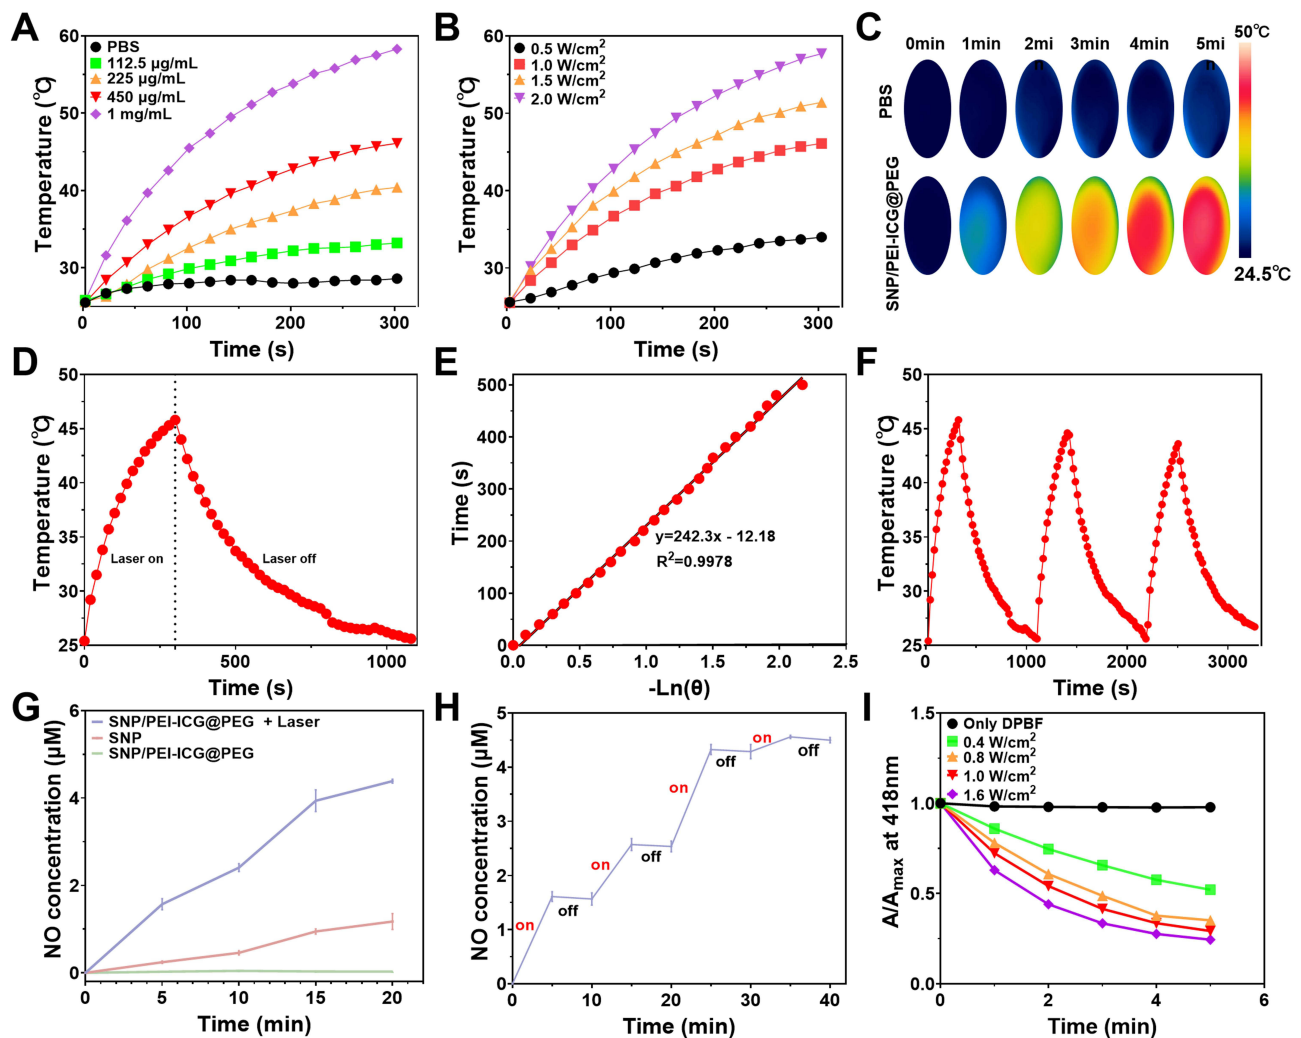 A
Temperature (℃)
60
50
40
30
PBS
112.5 μg/mL
225 μg/mL
450 μg/mL
1 mg/mL
0
100
200
300
Time (s)
B
Temperature (℃)
60
50
40
30
0.5 W/cm²
1.0 W/cm²
1.5 W/cm²
2.0 W/cm²
0
100
200
300
Time (s)
C
0min 1min 2mi
n 3min 4min 5mi
n
50℃
PBS
SNP/PEI-ICG@PEG
24.5℃
D
Temperature (℃)
50
45
40
35
30
25
Laser on
Laser off
0
500
1000
Time (s)
E
Time (s)
500
400
300
200
100
0
y=242.3x - 12.18
R²=0.9978
0.0
0.5
1.0
1.5
2.0
2.5
-Ln(θ)
F
Temperature (℃)
50
45
40
35
30
25
0
1000
2000
3000
Time (s)
G
NO concentration (μM)
6
4
2
0
SNP/PEI-ICG@PEG + Laser
SNP
SNP/PEI-ICG@PEG
0
5
10
15
20
Time (min)
H
NO concentration (μM)
5
4
3
2
1
0
on
off
on
off
on
off
on
off
0
10
20
30
40
Time (min)
I
A/Amax at 418nm
1.5
1.0
0.5
0.0
Only DPBF
0.4 W/cm²
0.8 W/cm²
1.0 W/cm²
1.6 W/cm²
0
2
4
6
Time (min)